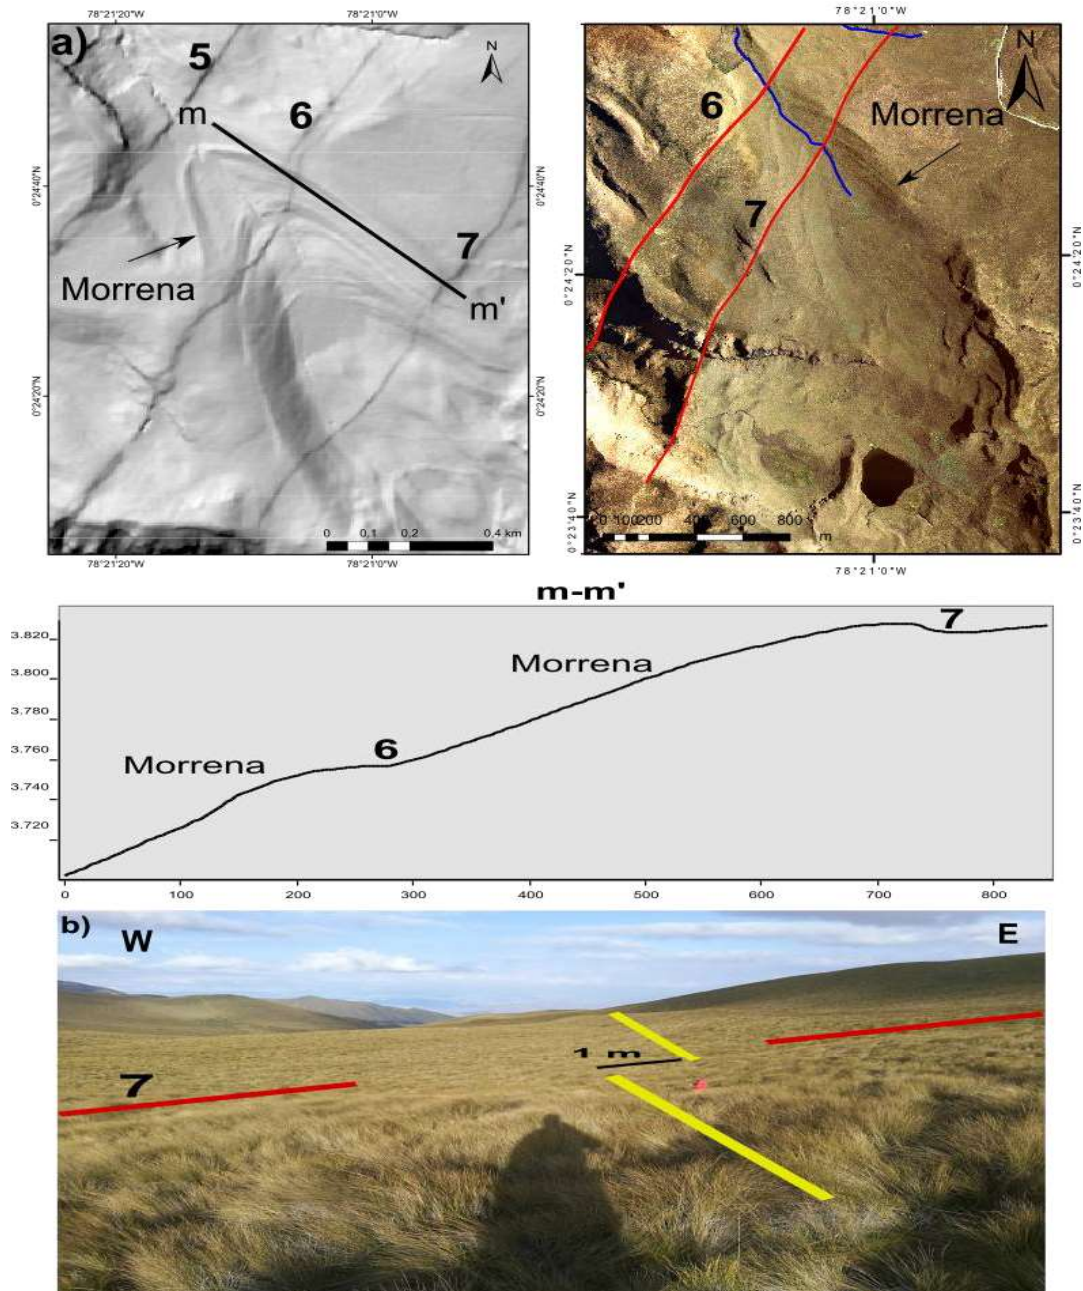 78°21'20"W 78°21'0"W
a)
5
N
m
6
0°24'40"N
0°24'40"N
7
Morrena
m'
0°24'20"N
0°24'20"N
0 0,1 0,2 0,4 km
78°21'20"W 78°21'0"W
78°21'0"W
N
6
Morrena
7
0°24'20"N
0°24'20"N
0°23'40"N
0°23'40"N
0 100 200 400 600 800
m
78°21'0"W
m-m'
3.820
7
3.800
Morrena
3.780
3.760
6
Morrena
3.740
3.720
0 100 200 300 400 500 600 700 800
b)
W
E
1 m
7